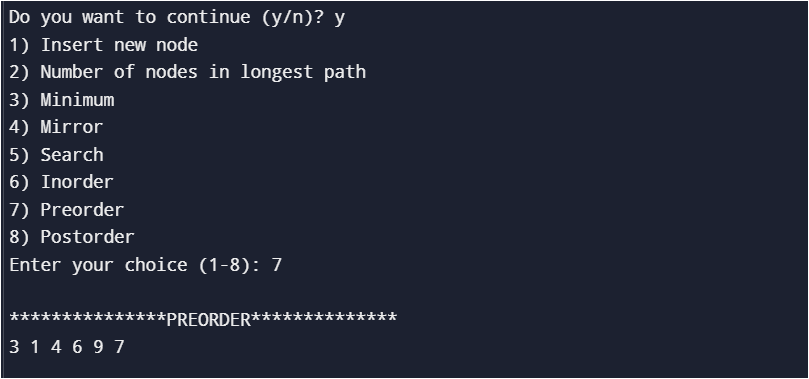 Do you want to continue (y/n)? y
1) Insert new node
2) Number of nodes in longest path
3) Minimum
4) Mirror
5) Search
6) Inorder
7) Preorder
8) Postorder
Enter your choice (1-8): 7
***************PREORDER**************
3 1 4 6 9 7